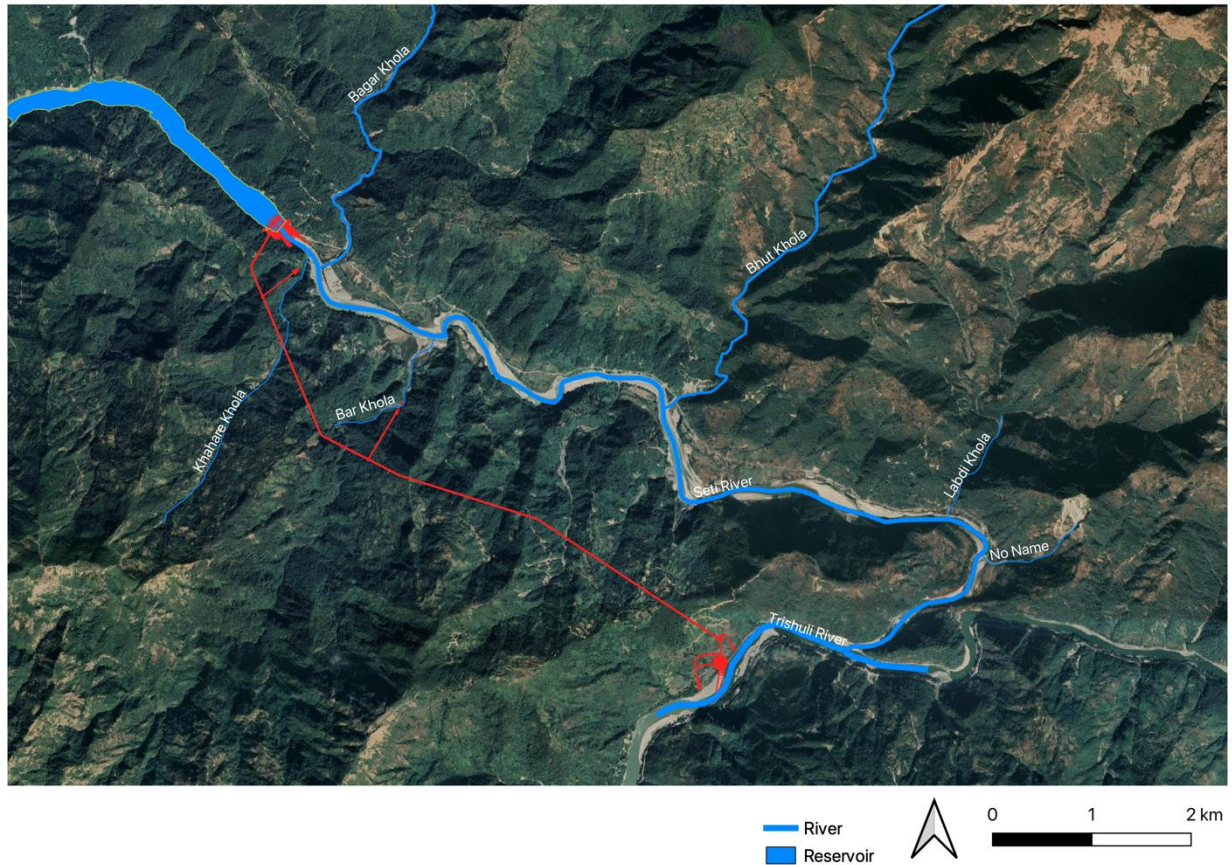 Bagar Khola
Bhut Khola
Khahare Khola
Bar Khola
Seti River
Labdi Khola
No Name
Trishuli River
River
Reservoir
0 1 2 km